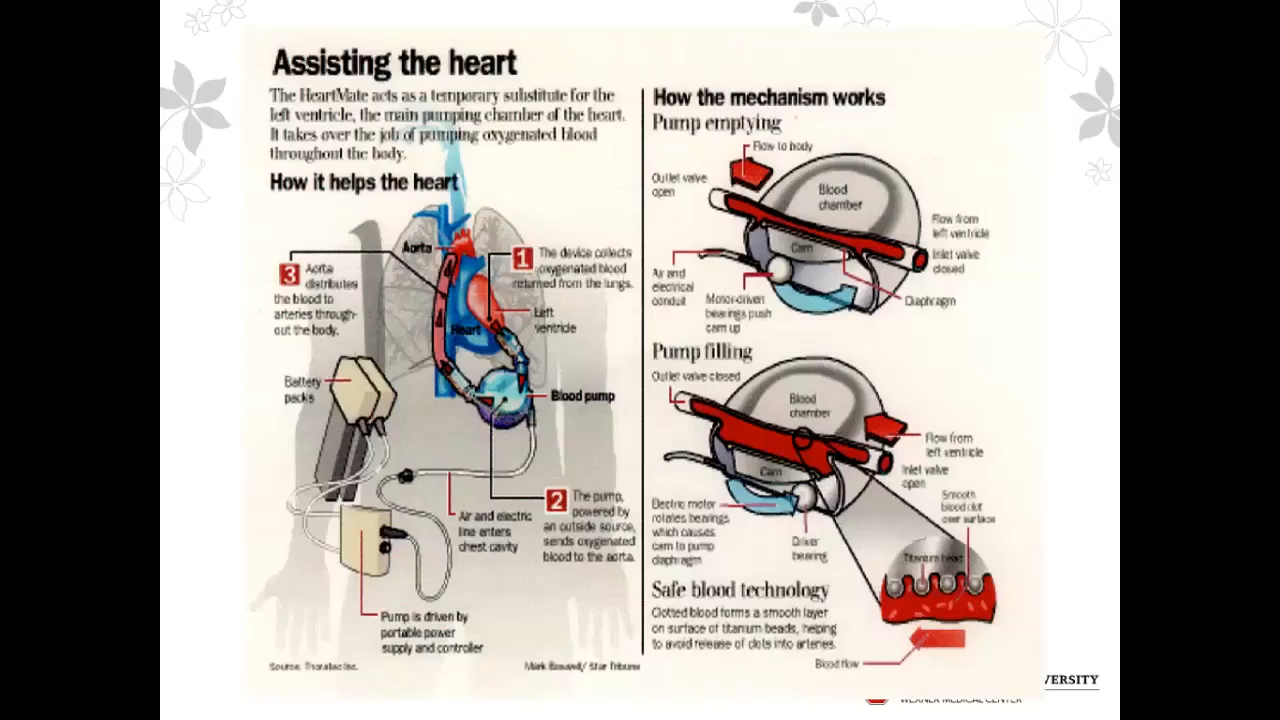 Assisting the heart
The HeartMate acts as a temporary substitute for the
left ventricle, the main pumping chamber of the heart.
It takes over the job of pumping oxygenated blood
throughout the body.
How it helps the heart
Aorta
1
The device collects
oxygenated blood
returned from the lungs.
3
Aorta
distributes
the blood to
arteries through-
out the body.
Left
ventricle
Heart
Battery
packs
Blood pump
2
The pump,
powered by
an outside source,
sends oxygenated
blood to the aorta.
Air and electric
line enters
chest cavity
Pump is driven by
portable power
supply and controller
Source: Thoratec Inc.
Mark Boswell/ Star Tribune
How the mechanism works
Pump emptying
Flow to body
Outlet valve
open
Blood
chamber
Flow from
left ventricle
Cam
Inlet valve
closed
Air and
electrical
conduit
Motor-driven
bearings push
cam up
Diaphragm
Pump filling
Outlet valve closed
Blood
chamber
Flow from
left ventricle
Cam
Inlet valve
open
Electric motor
rotates bearings
which causes
cam to pump
diaphragm
Driver
bearing
Smooth
blood clot
over surface
Titanium bead
Safe blood technology
Clotted blood forms a smooth layer
on surface of titanium beads, helping
to avoid release of clots into arteries.
Blood flow
VERSITY
WEXNER MEDICAL CENTER